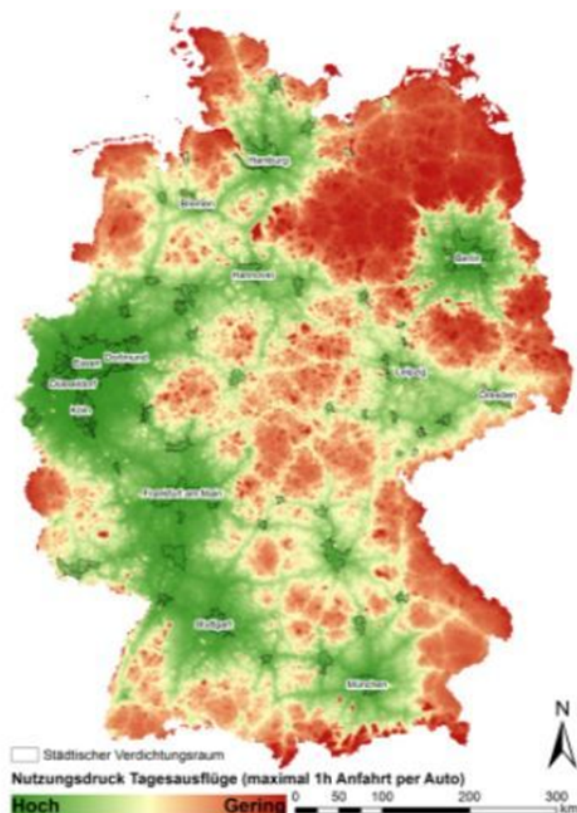 Hamburg
Bremen
Berlin
Hannover
Essen
Dortmund
Düsseldorf
Leipzig
Köln
Dresden
Frankfurt am Main
Stuttgart
München
N
Städtischer Verdichtungsraum
Nutzungsdruck Tagesausflüge (maximal 1h Anfahrt per Auto)
Hoch Gering
0 50 100 200 300
km